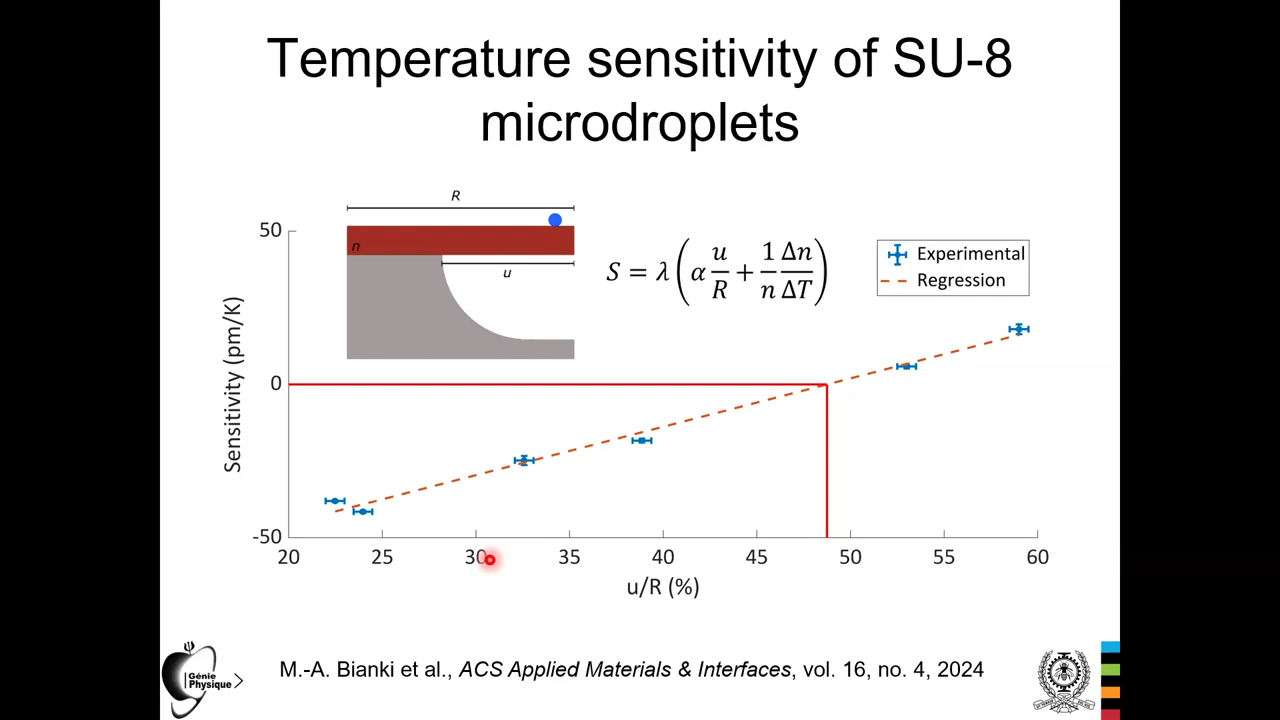 Temperature sensitivity of SU-8
microdroplets
R
n
u
S = λ(α u/R + 1/n Δn/ΔT)
Experimental
Regression
Sensitivity (pm/K)
50
0
-50
20 25 30 35 40 45 50 55 60
u/R (%)
Génie
Physique
M.-A. Bianki et al., ACS Applied Materials & Interfaces, vol. 16, no. 4, 2024